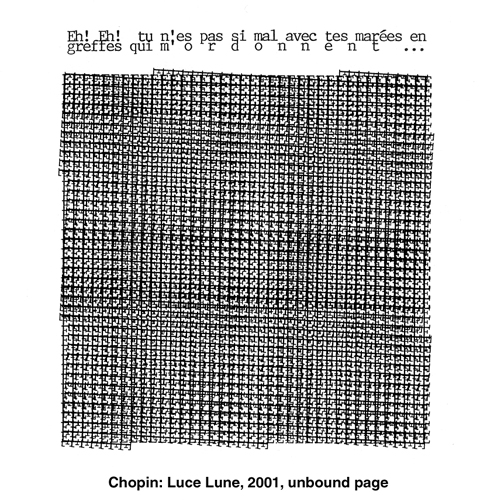 Eh! Eh! tu n'es pas si mal avec tes marées en
greffes qui m'o r d o n n e n t ...
Chopin: Luce Lune, 2001, unbound page